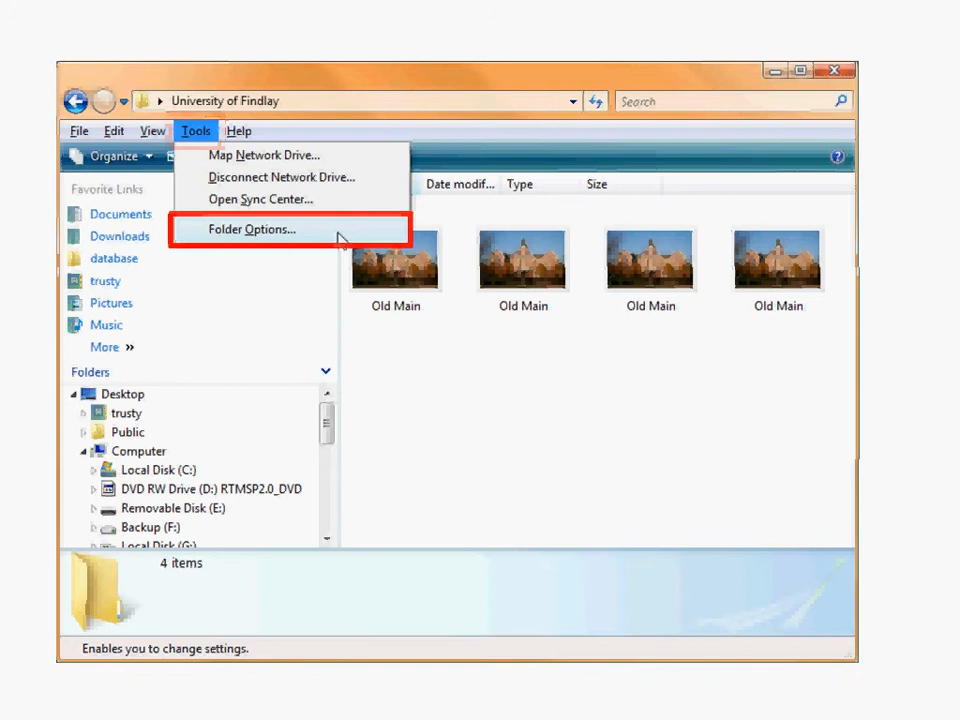 University of Findlay
Search
File Edit View Tools Help
Organize
Map Network Drive...
Disconnect Network Drive...
Open Sync Center...
Folder Options...
Date modif... Type Size
Favorite Links
Documents
Downloads
database
trusty
Pictures
Music
More »
Old Main Old Main Old Main Old Main
Folders
Desktop
trusty
Public
Computer
Local Disk (C:)
DVD RW Drive (D:) RTMSP2.0_DVD
Removable Disk (E:)
Backup (F:)
Local Disk (G:)
4 items
Enables you to change settings.